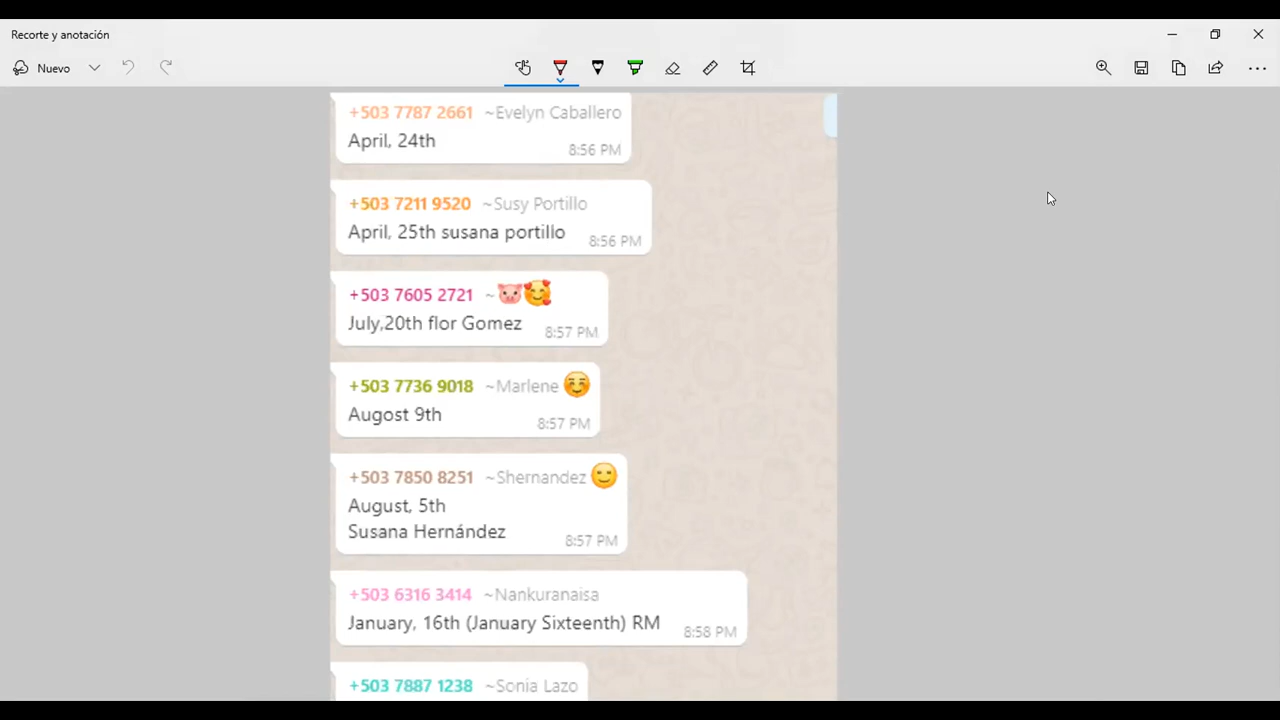 Recorte y anotación
Nuevo
+503 7787 2661 ~Evelyn Caballero
April, 24th
8:56 PM
+503 7211 9520 ~Susy Portillo
April, 25th susana portillo
8:56 PM
+503 7605 2721 ~🐷🥰
July,20th flor Gomez
8:57 PM
+503 7736 9018 ~Marlene ☺️
Augost 9th
8:57 PM
+503 7850 8251 ~Shernandez 🙂
August, 5th
Susana Hernández
8:57 PM
+503 6316 3414 ~Nankuranaisa
January, 16th (January Sixteenth) RM
8:58 PM
+503 7887 1238 ~Sonia Lazo